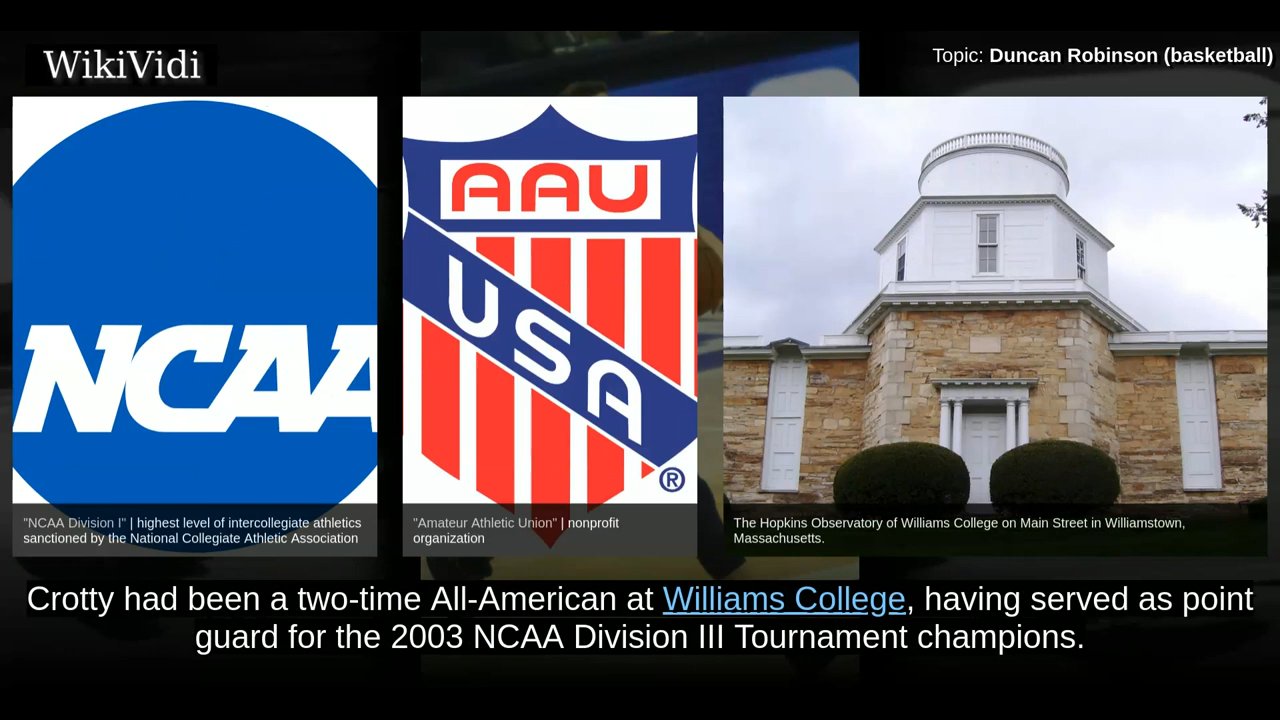 WikiVidi
Topic: Duncan Robinson (basketball)
NCAA
AAU
USA
®
"NCAA Division I" | highest level of intercollegiate athletics
sanctioned by the National Collegiate Athletic Association
"Amateur Athletic Union" | nonprofit
organization
The Hopkins Observatory of Williams College on Main Street in Williamstown,
Massachusetts.
Crotty had been a two-time All-American at Williams College, having served as point
guard for the 2003 NCAA Division III Tournament champions.